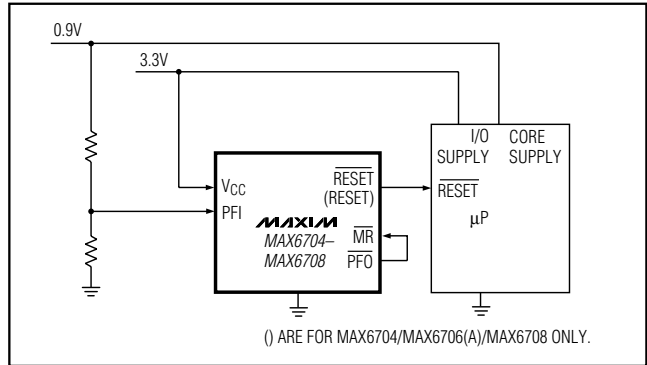 0.9V
3.3V
I/O SUPPLY
CORE SUPPLY
VCC
PFI
RESET
(RESET)
MAXIM
MAX6704–
MAX6708
MR
PFO
RESET
µP
() ARE FOR MAX6704/MAX6706(A)/MAX6708 ONLY.